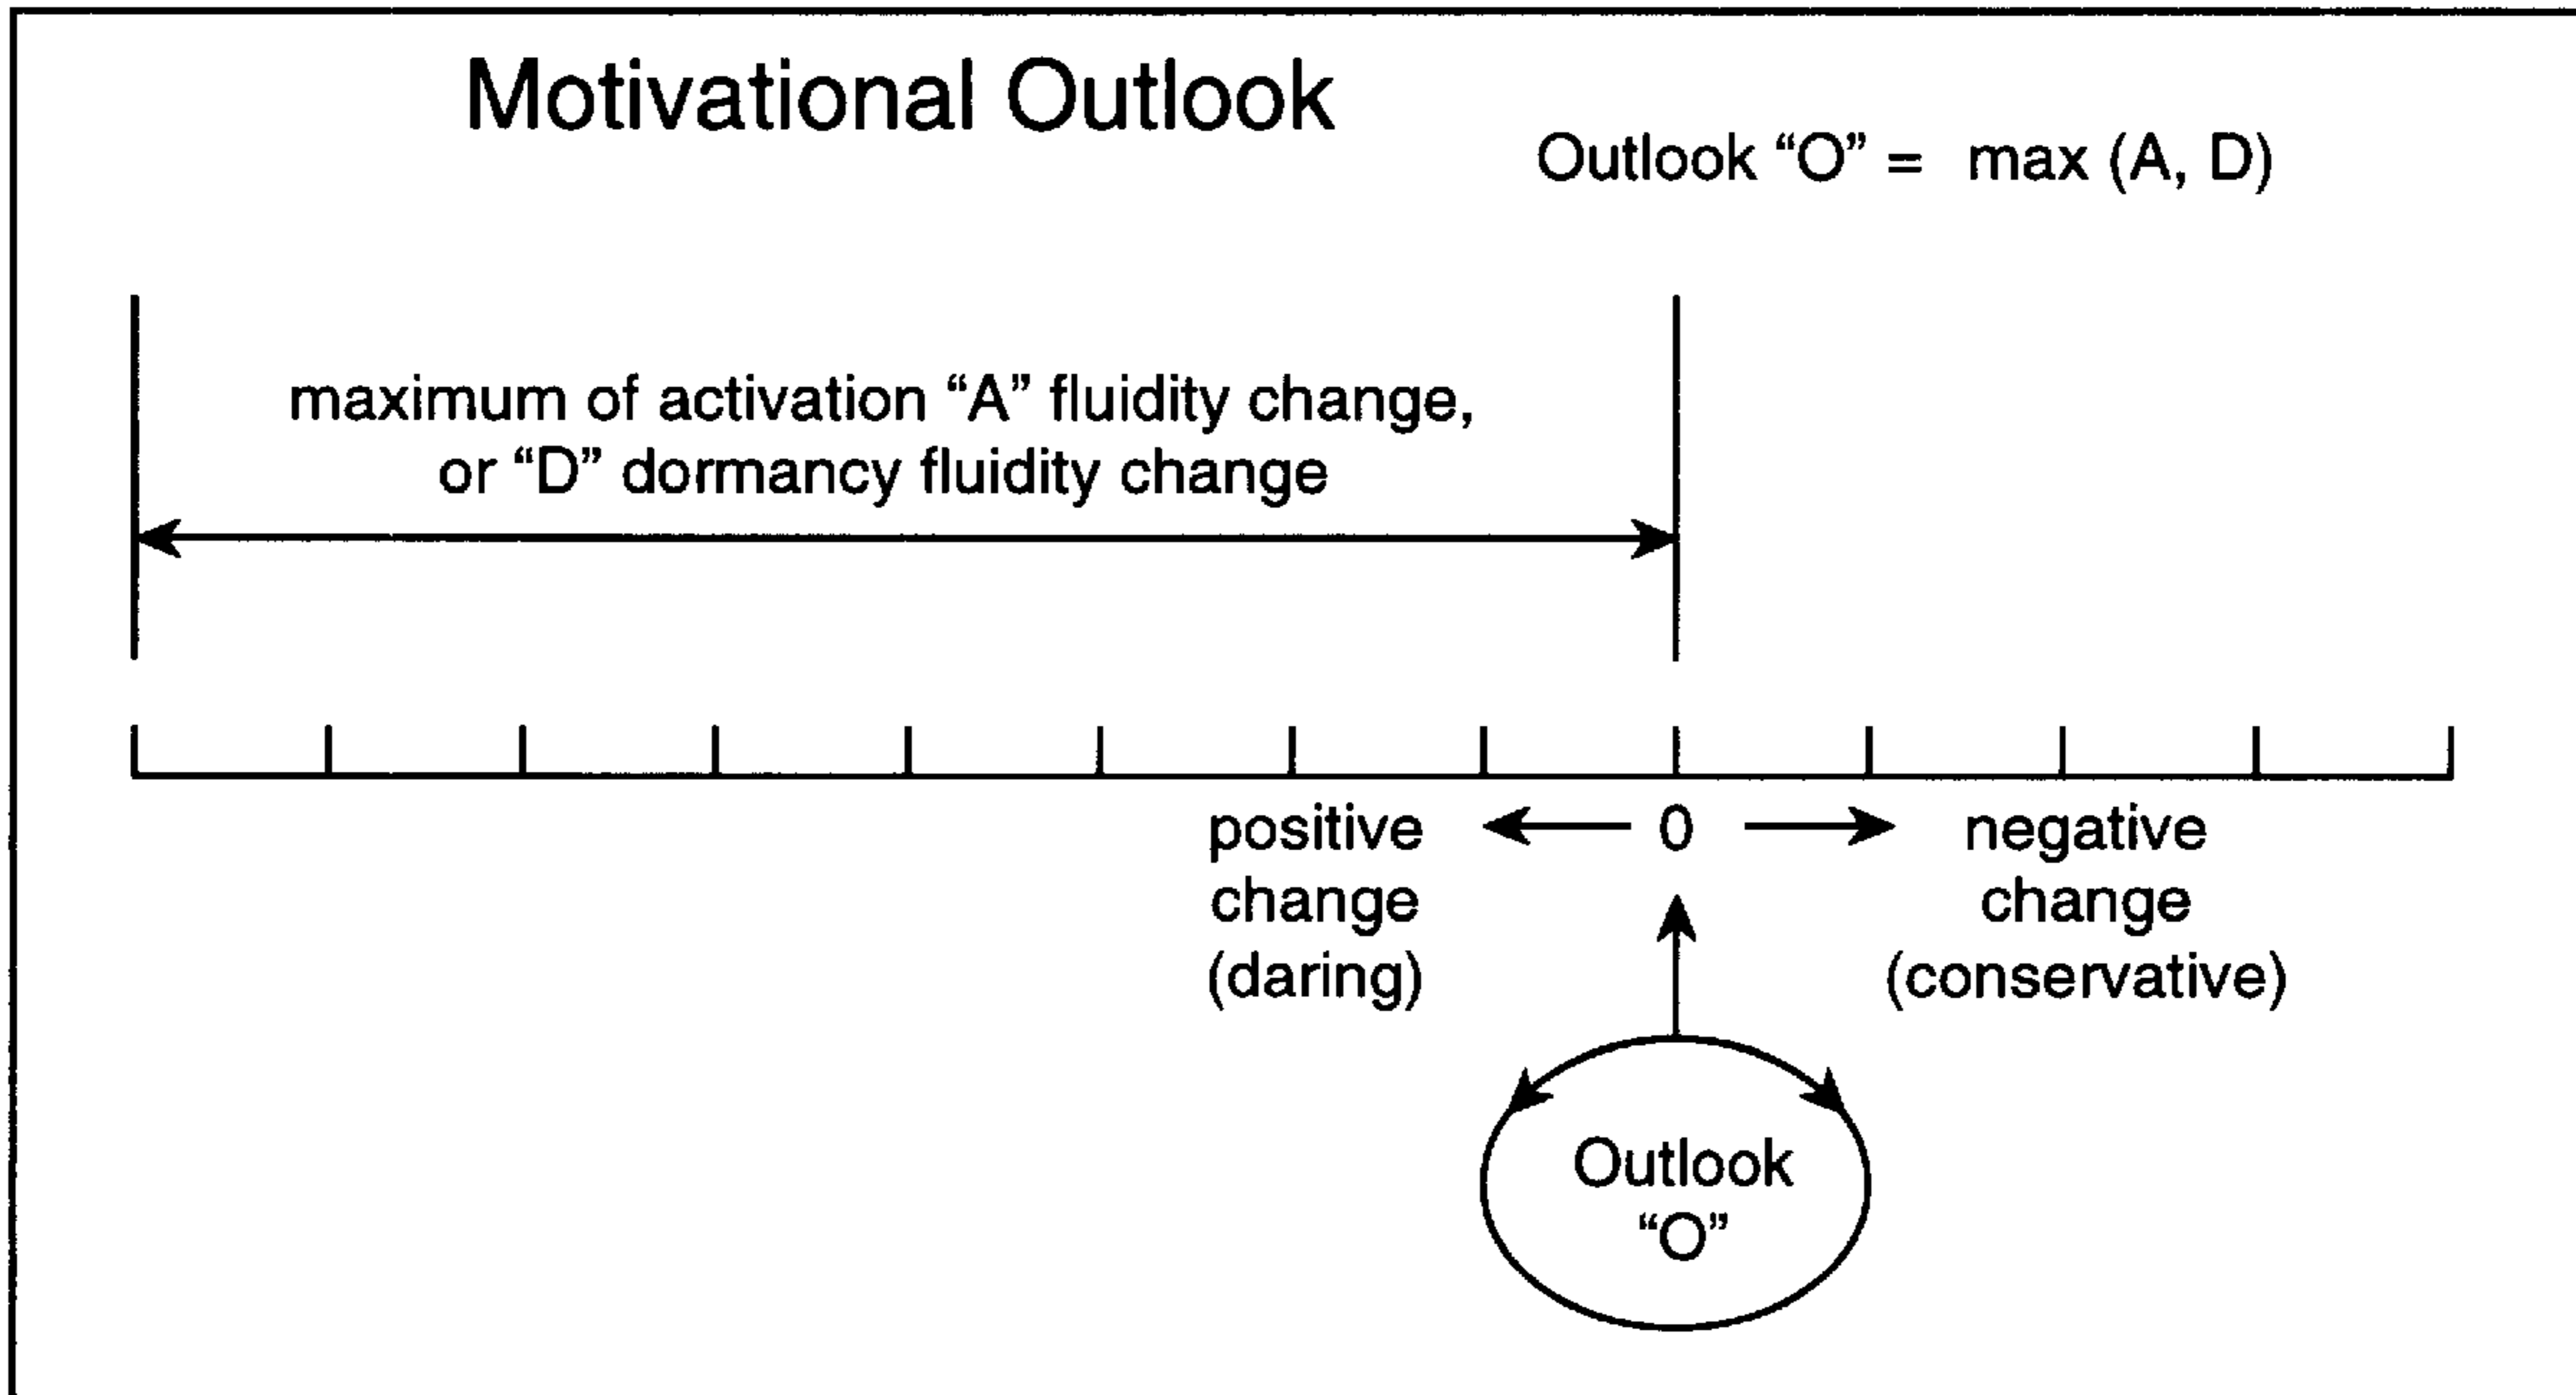 Motivational Outlook
Outlook “O” = max (A, D)
maximum of activation “A” fluidity change,
or “D” dormancy fluidity change
positive
change
(daring)
0
negative
change
(conservative)
Outlook
“O”